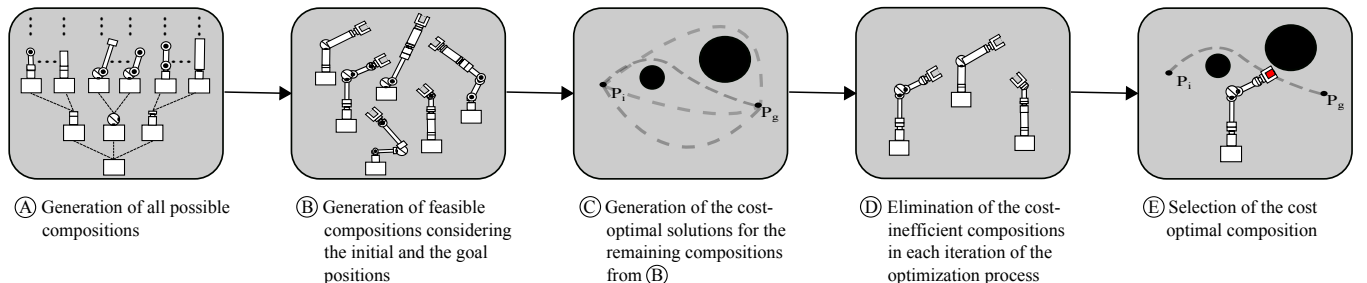 P_i
P_g
P_i
P_g
Ⓐ Generation of all possible
compositions
Ⓑ Generation of feasible
compositions considering
the initial and the goal
positions
Ⓒ Generation of the cost-
optimal solutions for the
remaining compositions
from Ⓑ
Ⓓ Elimination of the cost-
inefficient compositions
in each iteration of the
optimization process
Ⓔ Selection of the cost
optimal composition